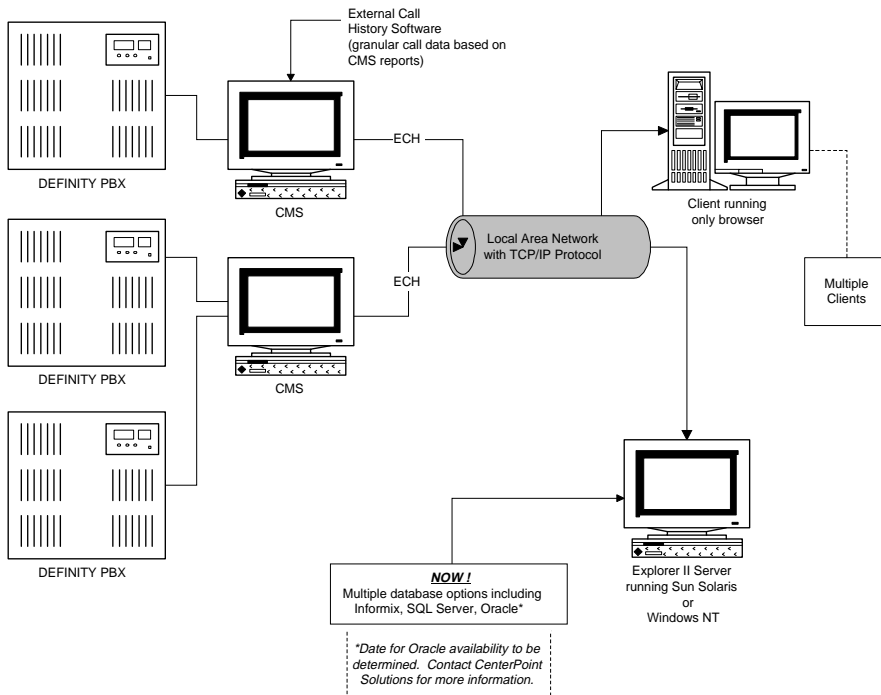 External Call
History Software
(granular call data based on
CMS reports)
DEFINITY PBX
CMS
ECH
Client running
only browser
Local Area Network
with TCP/IP Protocol
ECH
Multiple
Clients
DEFINITY PBX
CMS
DEFINITY PBX
NOW !
Multiple database options including
Informix, SQL Server, Oracle*
*Date for Oracle availability to be
determined. Contact CenterPoint
Solutions for more information.
Explorer II Server
running Sun Solaris
or
Windows NT